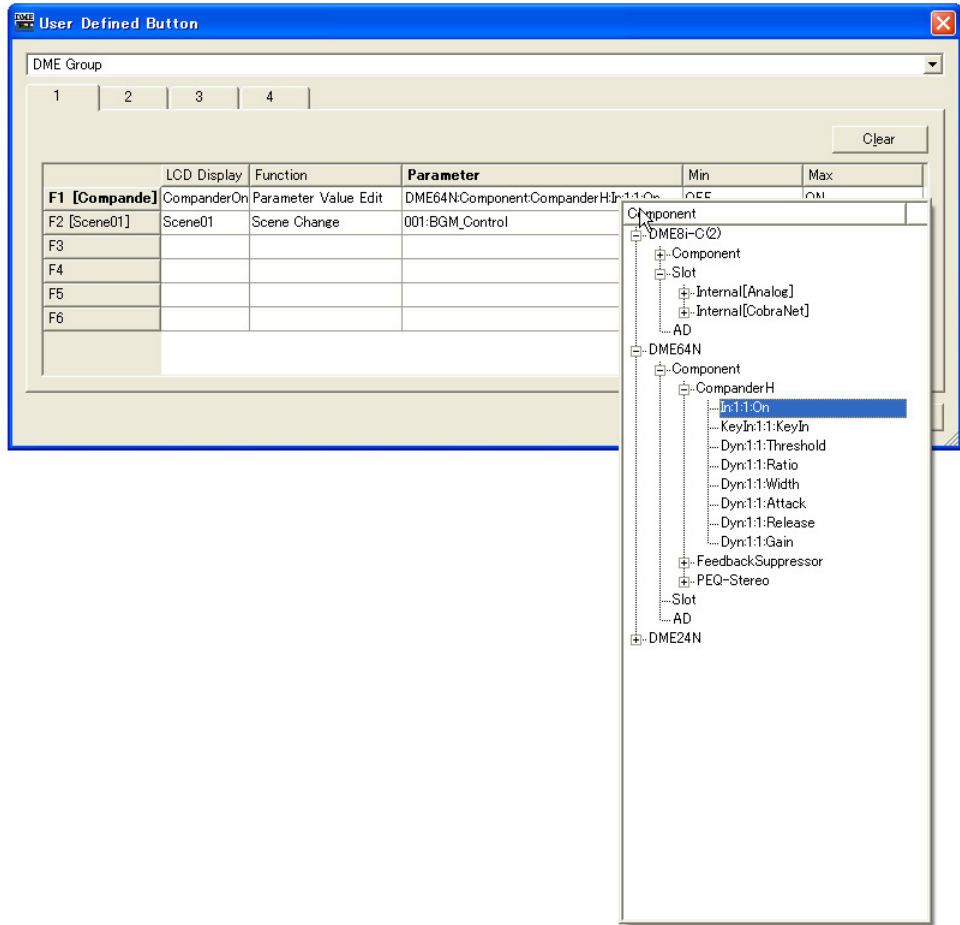 DME User Defined Button
DME Group
1 2 3 4
Clear
LCD Display Function Parameter Min Max
F1 [Compande] CompanderOn Parameter Value Edit DME64N:Component:CompanderH:In:1:1:On OFF ON
F2 [Scene01] Scene01 Scene Change 001:BGM_Control
F3
F4
F5
F6
Component
DME8i-C(2)
Component
Slot
Internal[Analog]
Internal[CobraNet]
AD
DME64N
Component
CompanderH
In:1:1:On
KeyIn:1:1:KeyIn
Dyn:1:1:Threshold
Dyn:1:1:Ratio
Dyn:1:1:Width
Dyn:1:1:Attack
Dyn:1:1:Release
Dyn:1:1:Gain
FeedbackSuppressor
PEQ-Stereo
Slot
AD
DME24N